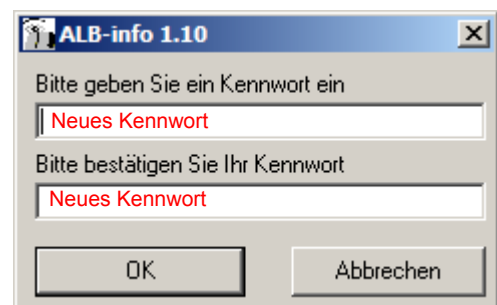 ALB-info 1.10
Bitte geben Sie ein Kennwort ein
Neues Kennwort
Bitte bestätigen Sie Ihr Kennwort
Neues Kennwort
OK Abbrechen